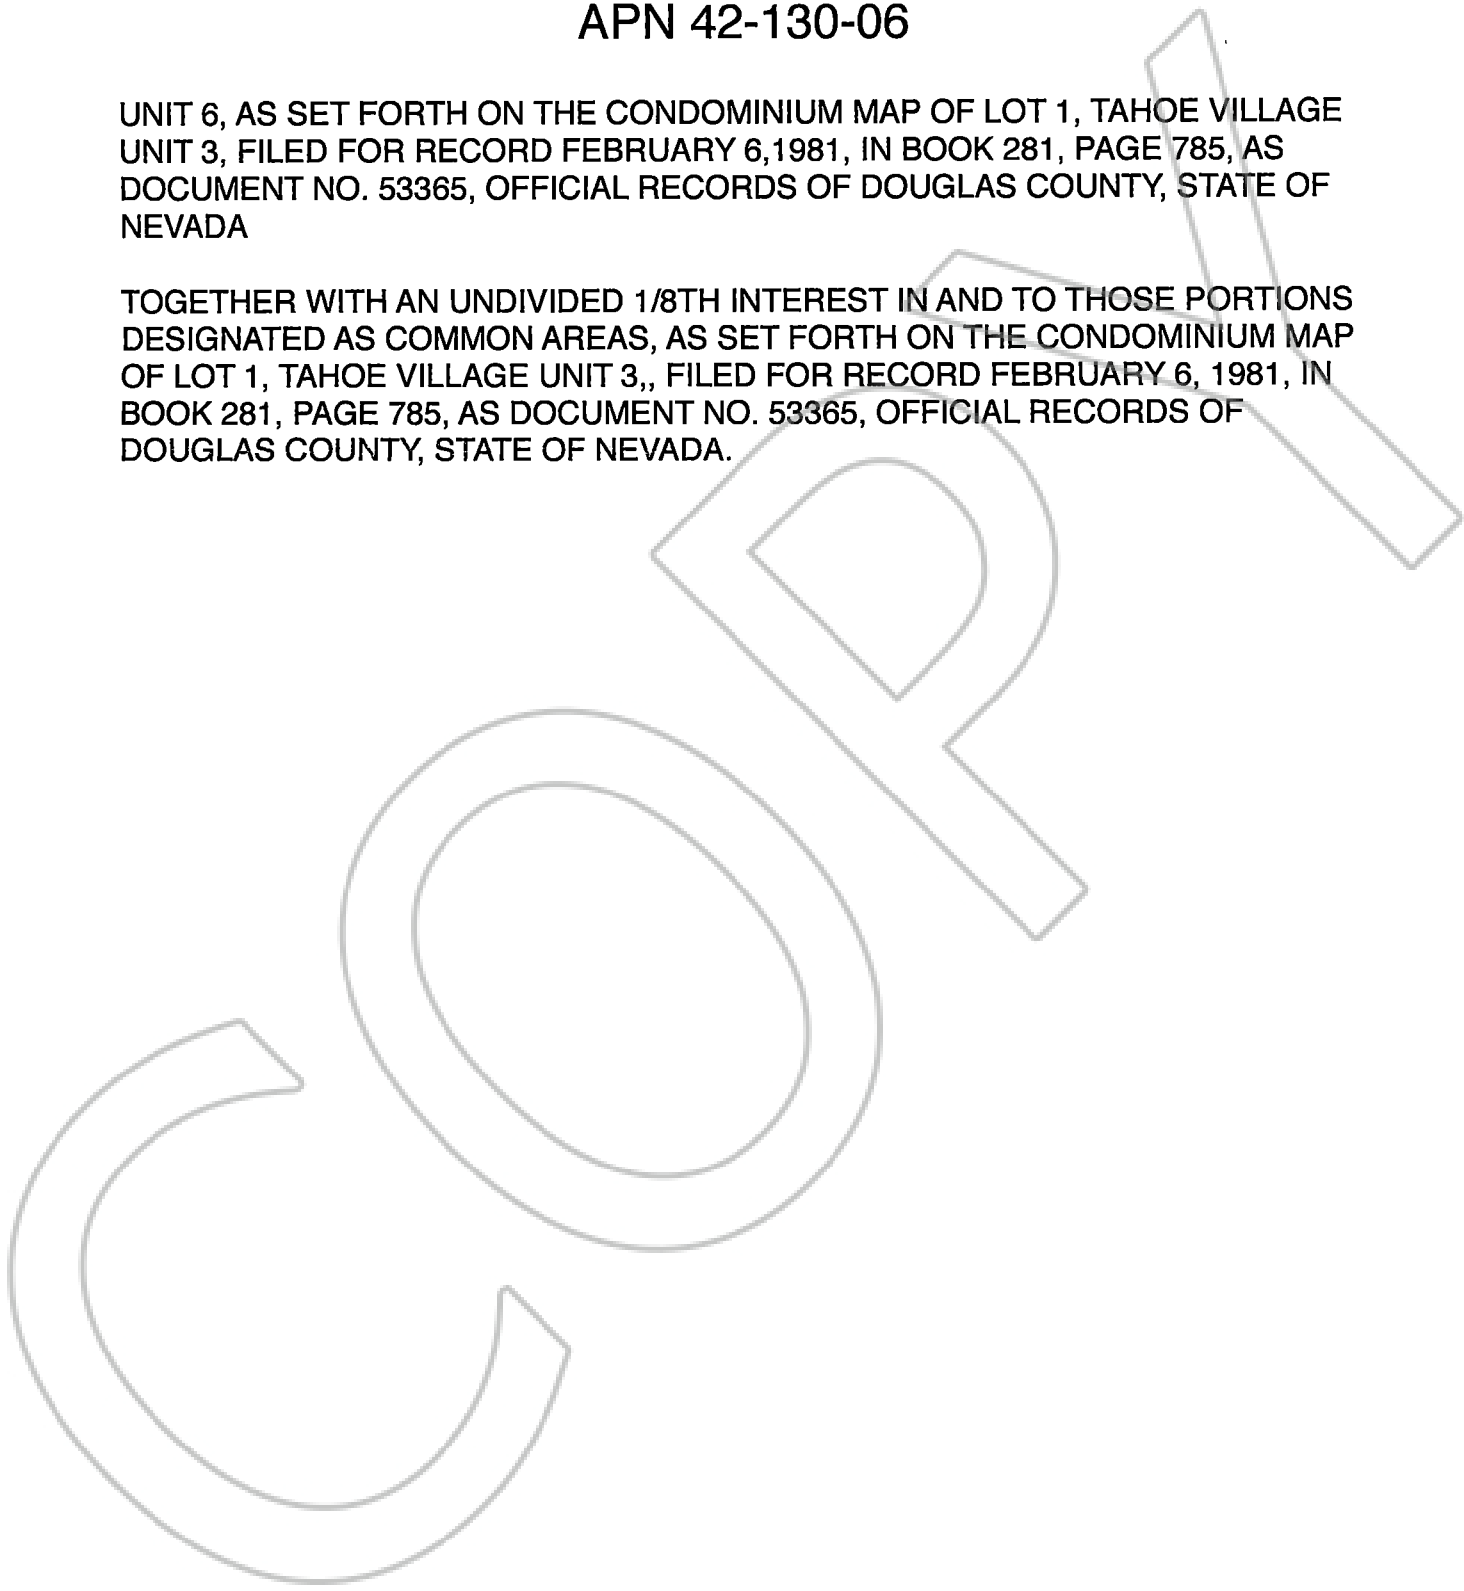 APN 42-130-06
UNIT 6, AS SET FORTH ON THE CONDOMINIUM MAP OF LOT 1, TAHOE VILLAGE
UNIT 3, FILED FOR RECORD FEBRUARY 6,1981, IN BOOK 281, PAGE 785, AS
DOCUMENT NO. 53365, OFFICIAL RECORDS OF DOUGLAS COUNTY, STATE OF
NEVADA
TOGETHER WITH AN UNDIVIDED 1/8TH INTEREST IN AND TO THOSE PORTIONS
DESIGNATED AS COMMON AREAS, AS SET FORTH ON THE CONDOMINIUM MAP
OF LOT 1, TAHOE VILLAGE UNIT 3,, FILED FOR RECORD FEBRUARY 6, 1981, IN
BOOK 281, PAGE 785, AS DOCUMENT NO. 53365, OFFICIAL RECORDS OF
DOUGLAS COUNTY, STATE OF NEVADA.
COPY